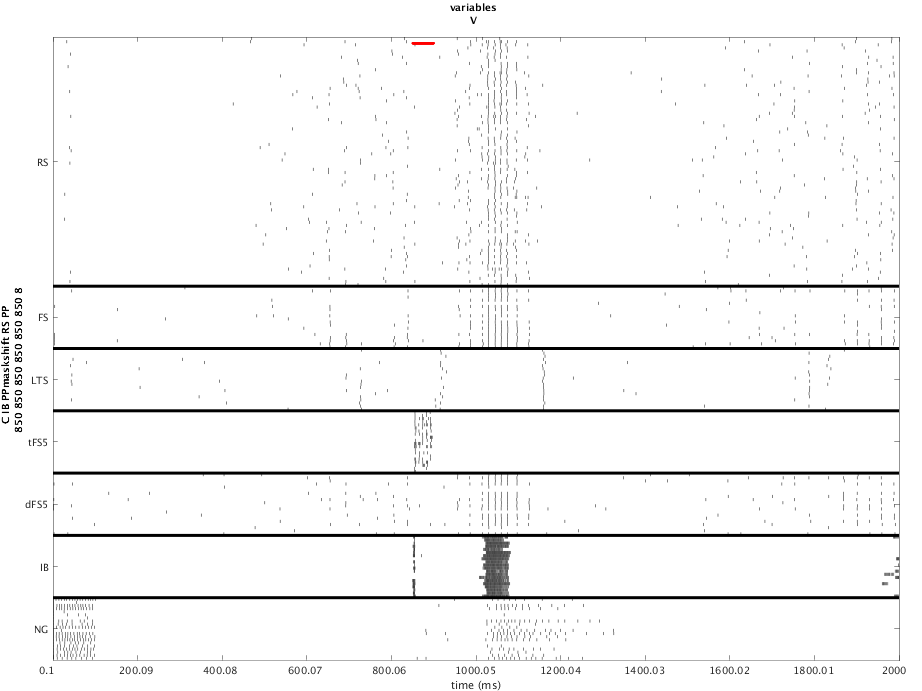 variables
V
RS
FS
LTS
tFS5
dFS5
IB
NG
C IB PPmaskshift RS PP
850 850 850 850 850 850 8
0.1 200.09 400.08 600.07 800.06 1000.05 1200.04 1400.03 1600.02 1800.01 2000
time (ms)